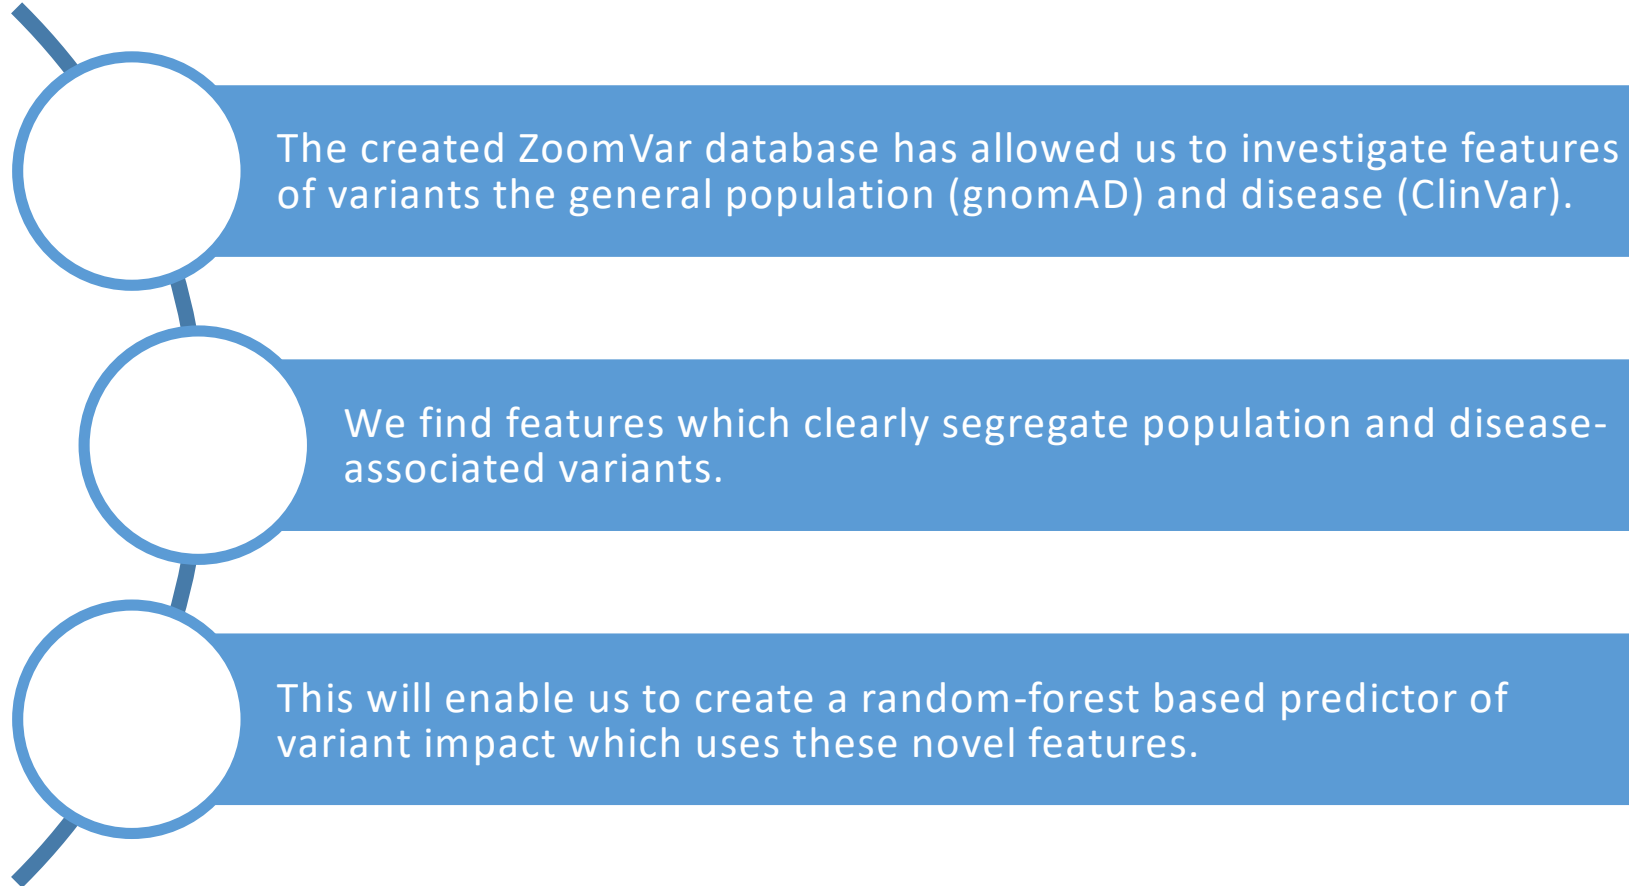 The created ZoomVar database has allowed us to investigate features
of variants the general population (gnomAD) and disease (ClinVar).
We find features which clearly segregate population and disease-
associated variants.
This will enable us to create a random-forest based predictor of
variant impact which uses these novel features.